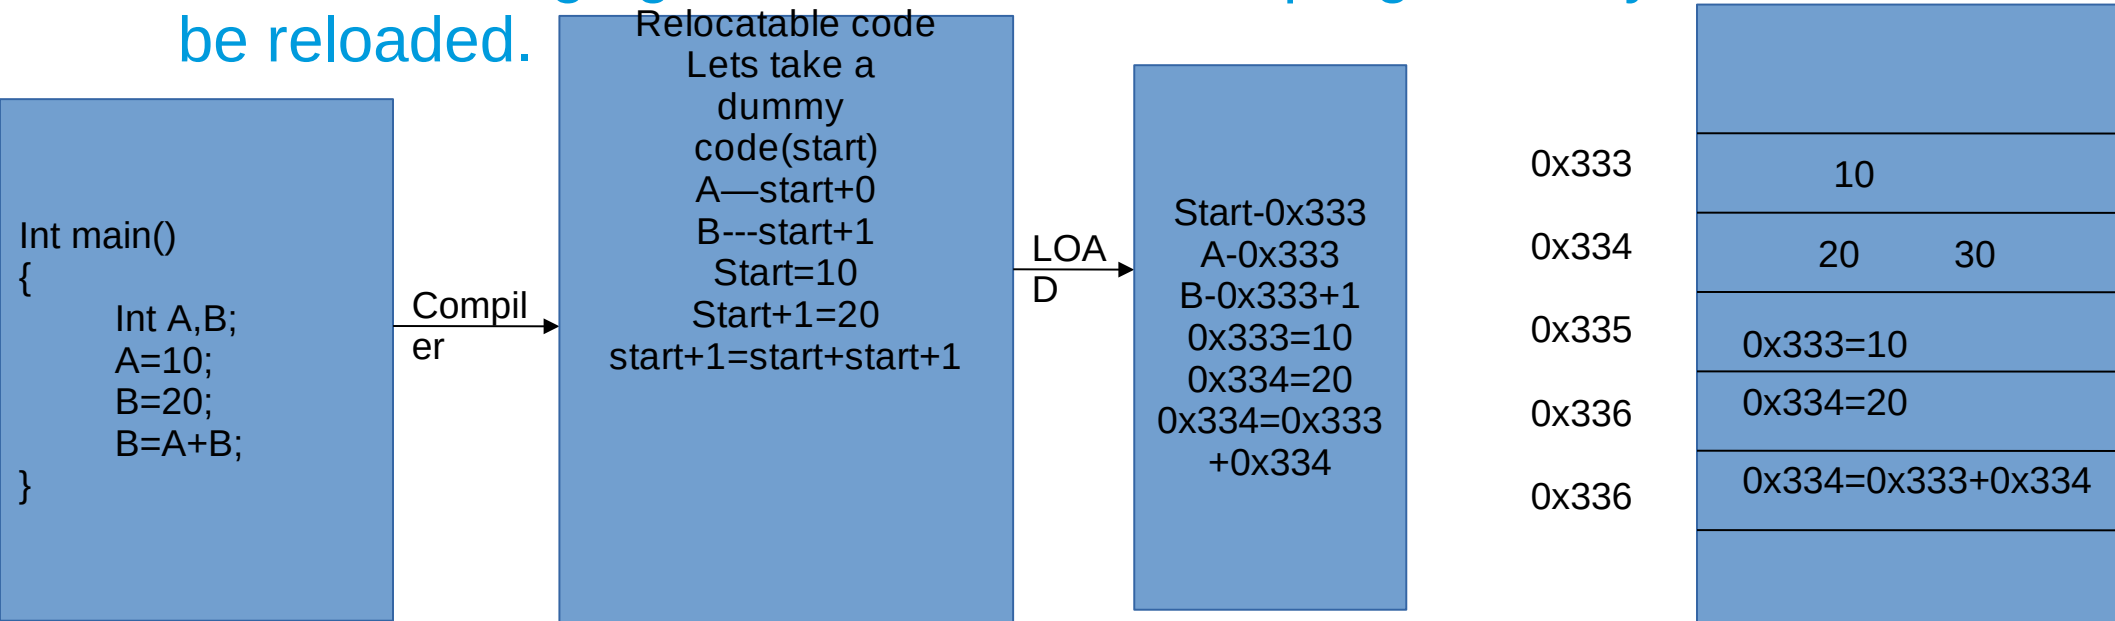 be reloaded.
Int main()
{
Int A,B;
A=10;
B=20;
B=A+B;
}
Compil
er
Relocatable code
Lets take a
dummy
code(start)
A—start+0
B---start+1
Start=10
Start+1=20
start+1=start+start+1
LOA
D
Start-0x333
A-0x333
B-0x333+1
0x333=10
0x334=20
0x334=0x333
+0x334
0x333
10
0x334
20 30
0x335
0x333=10
0x336
0x334=20
0x336
0x334=0x333+0x334